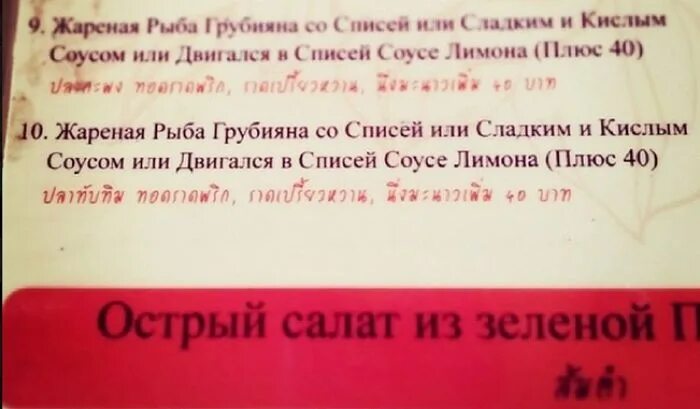 9. Жареная Рыба Грубияна со Списей или Сладким и Кислым
Соусом или Двигался в Списей Соусе Лимона (Плюс 40)
ปลากะพง ทอดราดพริก, ราดเปรี้ยวหวาน, นึ่งมะนาวเพิ่ม ๔๐ บาท
10. Жареная Рыба Грубияна со Списей или Сладким и Кислым
Соусом или Двигался в Списей Соусе Лимона (Плюс 40)
ปลาทับทิม ทอดราดพริก, ราดเปรี้ยวหวาน, นึ่งมะนาวเพิ่ม ๔๐ บาท
Острый салат из зеленой П
ส้มตำ